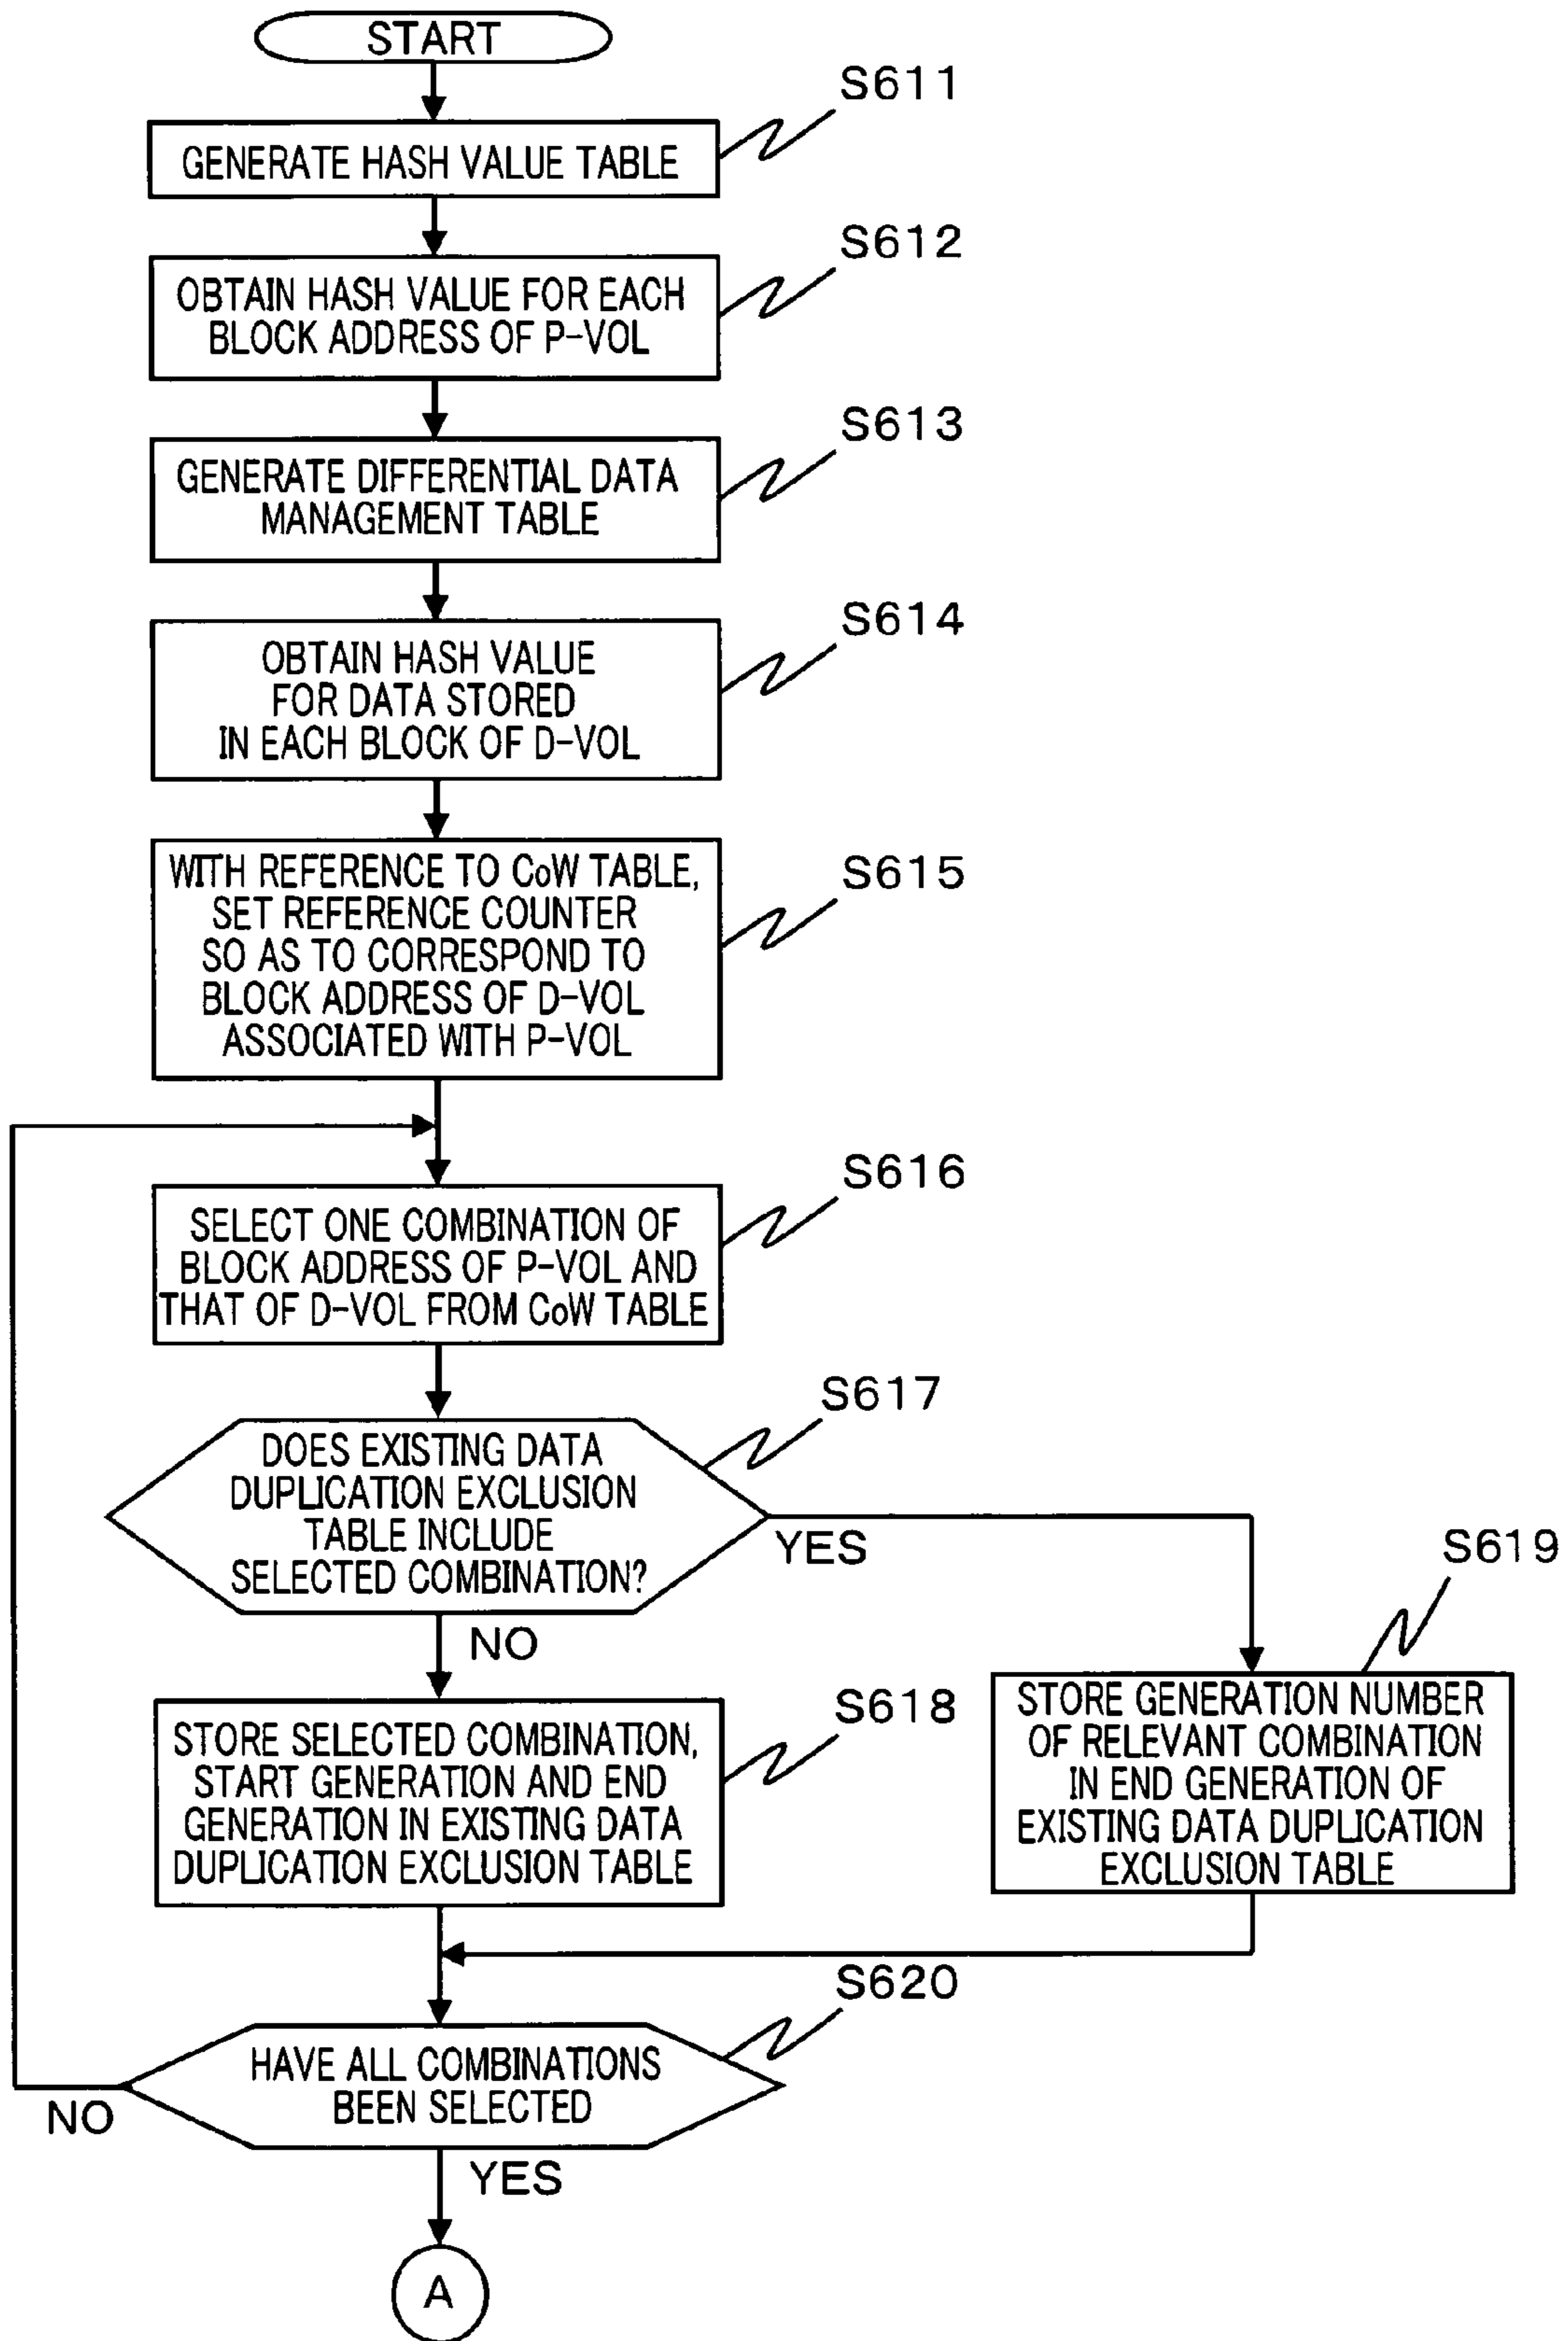 START
S611
GENERATE HASH VALUE TABLE
S612
OBTAIN HASH VALUE FOR EACH
BLOCK ADDRESS OF P-VOL
S613
GENERATE DIFFERENTIAL DATA
MANAGEMENT TABLE
S614
OBTAIN HASH VALUE
FOR DATA STORED
IN EACH BLOCK OF D-VOL
S615
WITH REFERENCE TO CoW TABLE,
SET REFERENCE COUNTER
SO AS TO CORRESPOND TO
BLOCK ADDRESS OF D-VOL
ASSOCIATED WITH P-VOL
S616
SELECT ONE COMBINATION OF
BLOCK ADDRESS OF P-VOL AND
THAT OF D-VOL FROM CoW TABLE
S617
DOES EXISTING DATA
DUPLICATION EXCLUSION
TABLE INCLUDE
SELECTED COMBINATION?
YES
NO
S619
STORE GENERATION NUMBER
OF RELEVANT COMBINATION
IN END GENERATION OF
EXISTING DATA DUPLICATION
EXCLUSION TABLE
S618
STORE SELECTED COMBINATION,
START GENERATION AND END
GENERATION IN EXISTING DATA
DUPLICATION EXCLUSION TABLE
S620
HAVE ALL COMBINATIONS
BEEN SELECTED
NO
YES
A